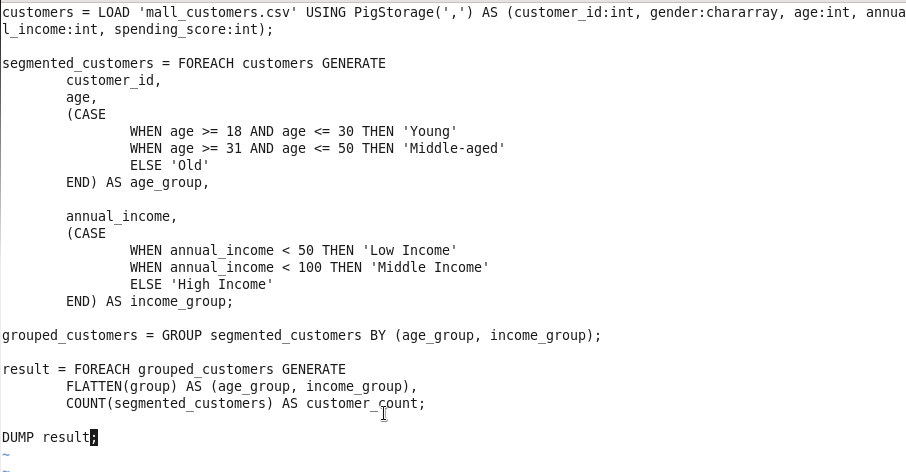 customers = LOAD 'mall_customers.csv' USING PigStorage(',') AS (customer_id:int, gender:chararray, age:int, annua
l_income:int, spending_score:int);

segmented_customers = FOREACH customers GENERATE
        customer_id,
        age,
        (CASE
                WHEN age >= 18 AND age <= 30 THEN 'Young'
                WHEN age >= 31 AND age <= 50 THEN 'Middle-aged'
                ELSE 'Old'
        END) AS age_group,

        annual_income,
        (CASE
                WHEN annual_income < 50 THEN 'Low Income'
                WHEN annual_income < 100 THEN 'Middle Income'
                ELSE 'High Income'
        END) AS income_group;

grouped_customers = GROUP segmented_customers BY (age_group, income_group);

result = FOREACH grouped_customers GENERATE
        FLATTEN(group) AS (age_group, income_group),
        COUNT(segmented_customers) AS customer_count;

DUMP result;
~
~